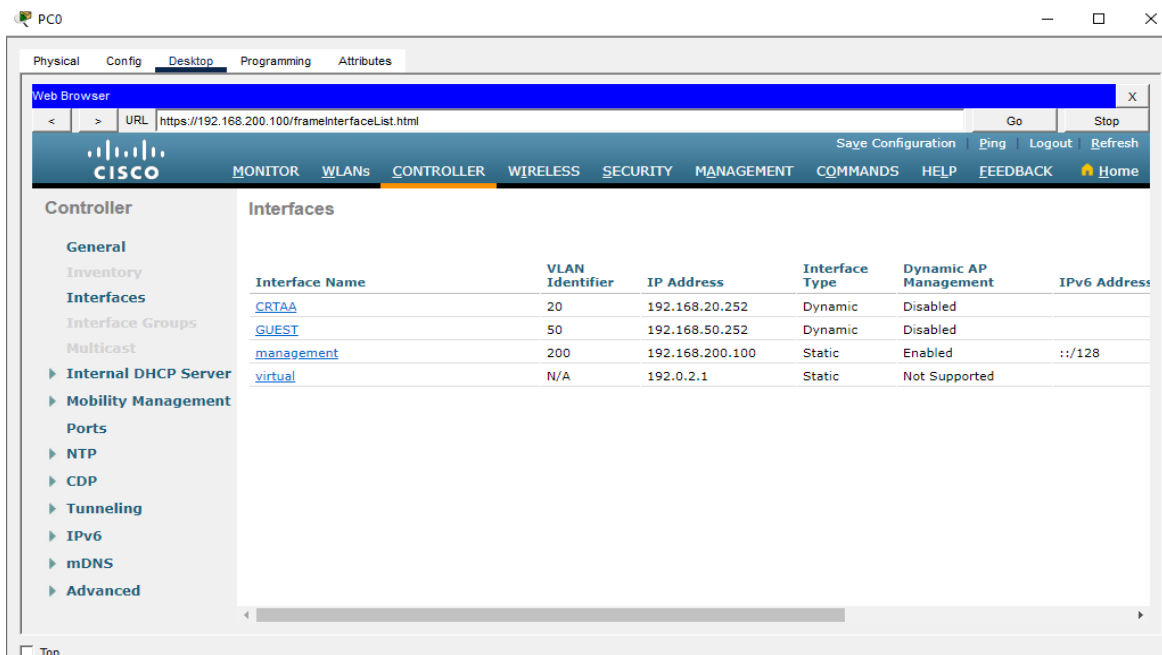 PC0
Physical Config Desktop Programming Attributes
Web Browser X
< > URL https://192.168.200.100/frameInterfaceList.html Go Stop
Save Configuration Ping Logout Refresh
CISCO MONITOR WLANs CONTROLLER WIRELESS SECURITY MANAGEMENT COMMANDS HELP FEEDBACK Home
Controller
General
Inventory
Interfaces
Interface Groups
Multicast
Internal DHCP Server
Mobility Management
Ports
NTP
CDP
Tunneling
IPv6
mDNS
Advanced
Interfaces
Interface Name VLAN Identifier IP Address Interface Type Dynamic AP Management IPv6 Address
CRTAA 20 192.168.20.252 Dynamic Disabled
GUEST 50 192.168.50.252 Dynamic Disabled
management 200 192.168.200.100 Static Enabled ::/128
virtual N/A 192.0.2.1 Static Not Supported
Top